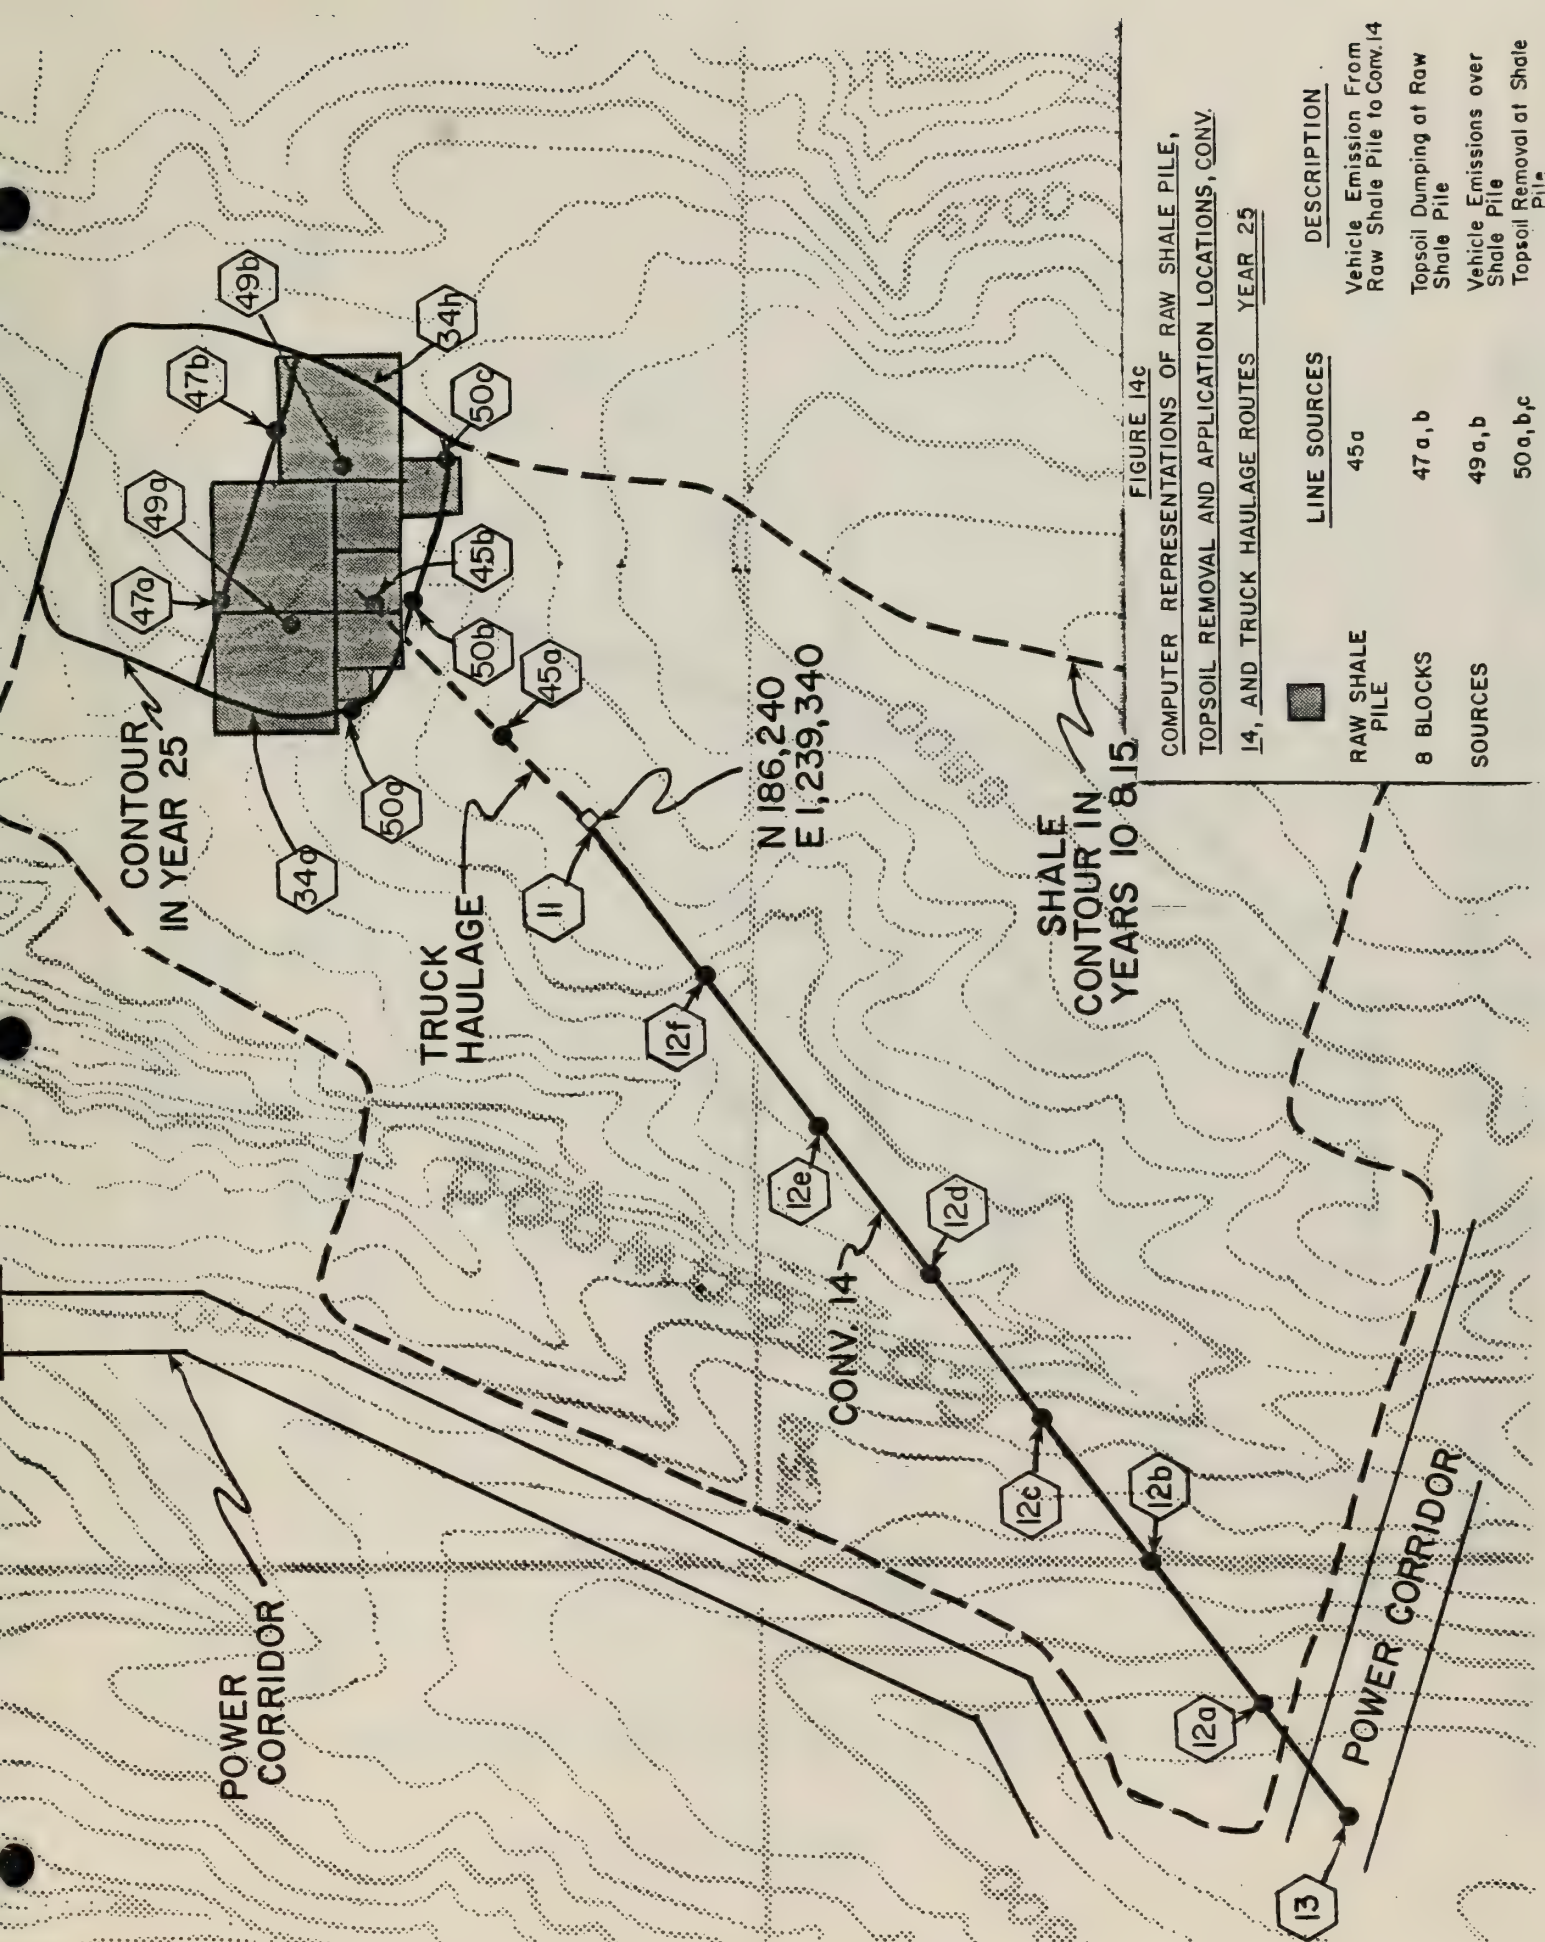 POWER
CORRIDOR
CONTOUR
IN YEAR 25
34a
47a
49a
47b
49b
34h
50c
45b
50b
45a
50a
TRUCK
HAULAGE
11
N 186,240
E 1,239,340
12f
12e
12d
CONV. 14
12c
12b
12a
13
POWER CORRIDOR
SHALE
CONTOUR IN
YEARS 10 & 15
FIGURE 14c
COMPUTER REPRESENTATIONS OF RAW SHALE PILE,
TOPSOIL REMOVAL AND APPLICATION LOCATIONS, CONV.
14, AND TRUCK HAULAGE ROUTES YEAR 25
LINE SOURCES DESCRIPTION
RAW SHALE
PILE
8 BLOCKS
SOURCES
45a Vehicle Emission From
Raw Shale Pile to Conv. 14
47a,b Topsoil Dumping at Raw
Shale Pile
49a,b Vehicle Emissions over
Shale Pile
50a,b,c Topsoil Removal at Shale
Pile